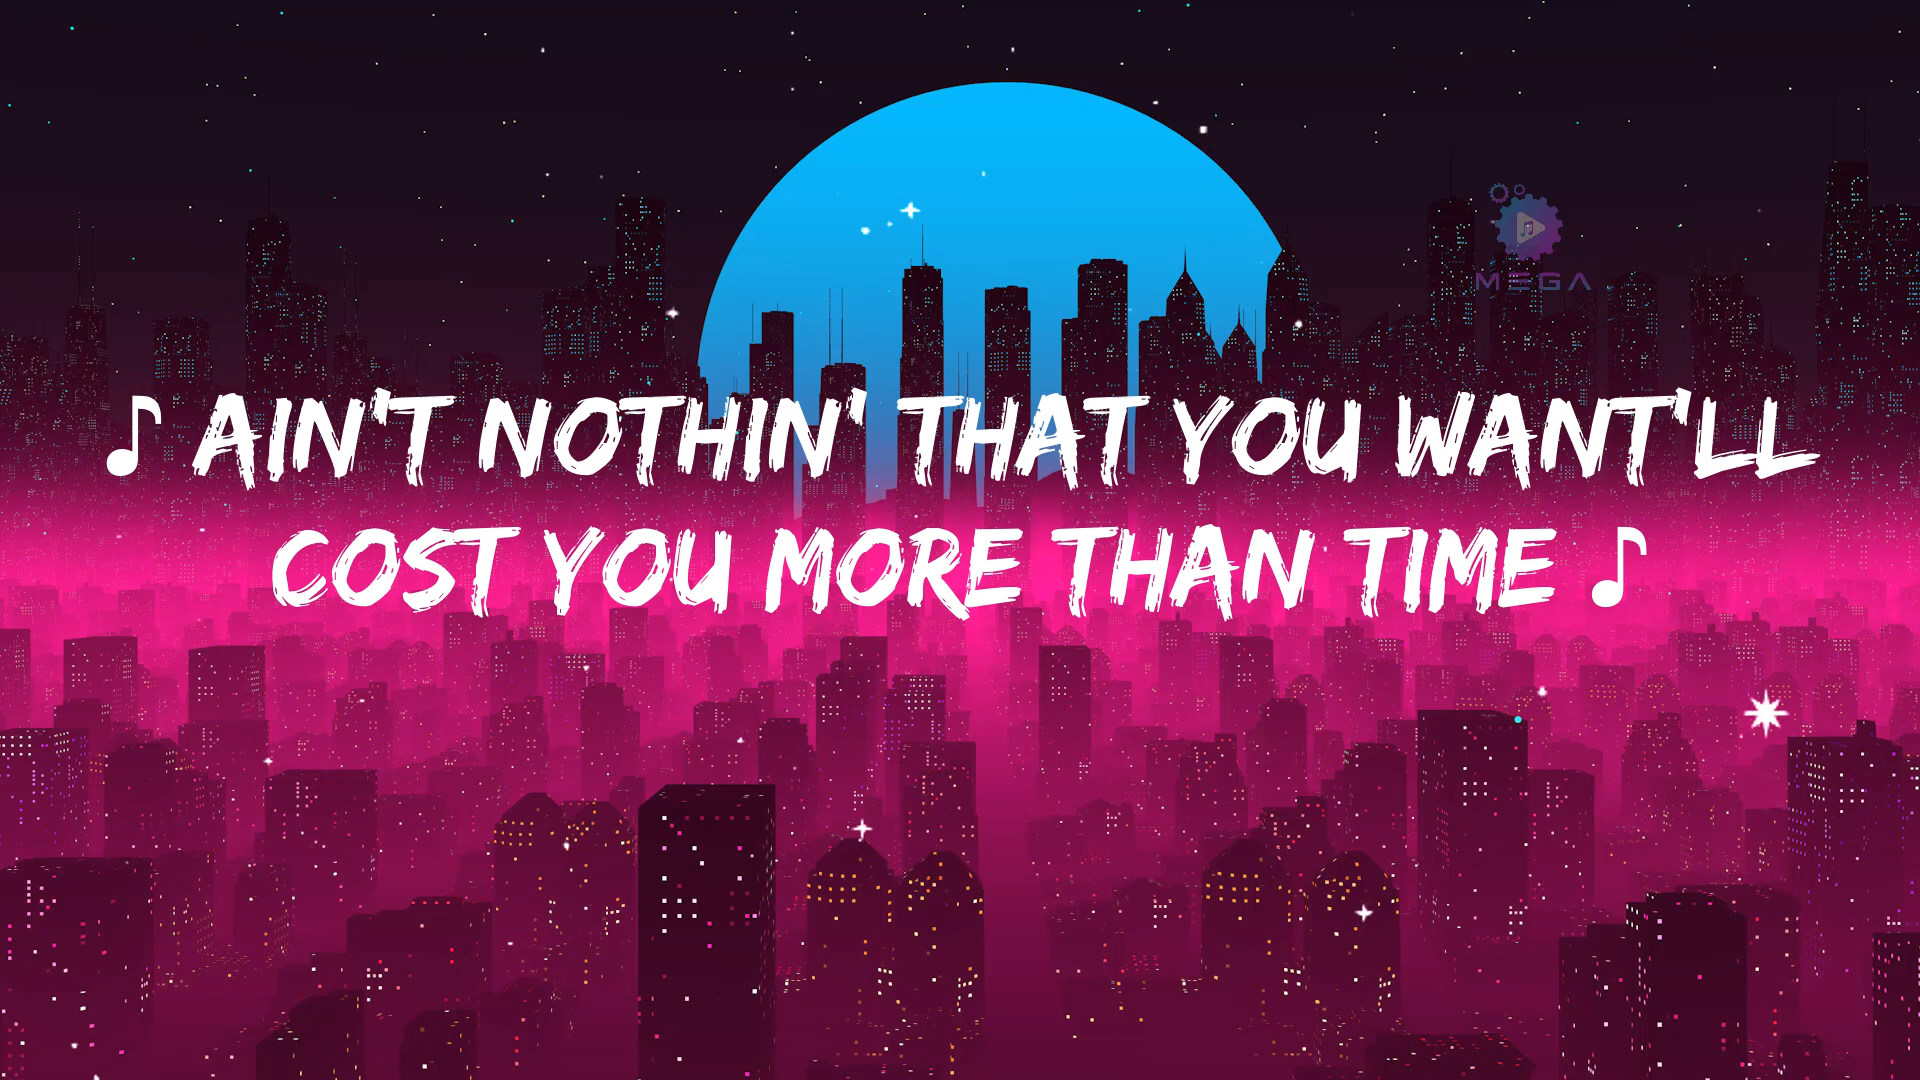 MEGA
♪ AIN'T NOTHIN' THAT YOU WANT'LL
COST YOU MORE THAN TIME ♪